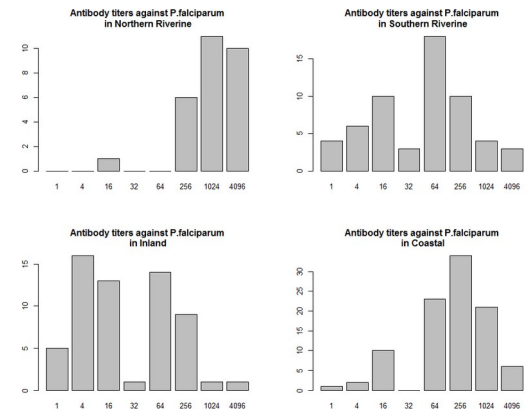 Antibody titers against P.falciparum
in Northern Riverine
10
8
6
4
2
0
1 4 16 32 64 256 1024 4096
Antibody titers against P.falciparum
in Southern Riverine
15
10
5
0
1 4 16 32 64 256 1024 4096
Antibody titers against P.falciparum
in Inland
15
10
5
0
1 4 16 32 64 256 1024 4096
Antibody titers against P.falciparum
in Coastal
30
25
20
15
10
5
0
1 4 16 32 64 256 1024 4096